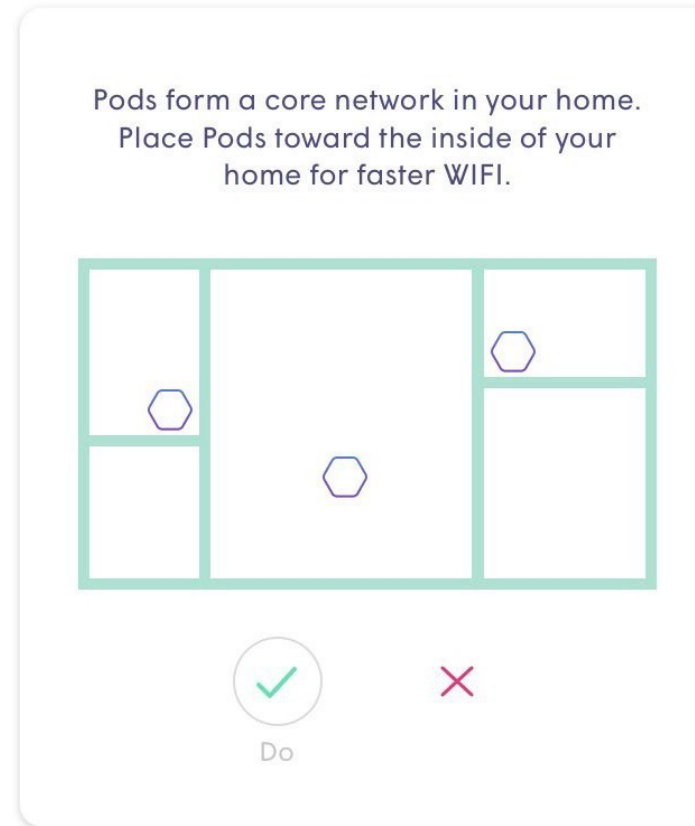 Pods form a core network in your home.
Place Pods toward the inside of your
home for faster WIFI.
Do